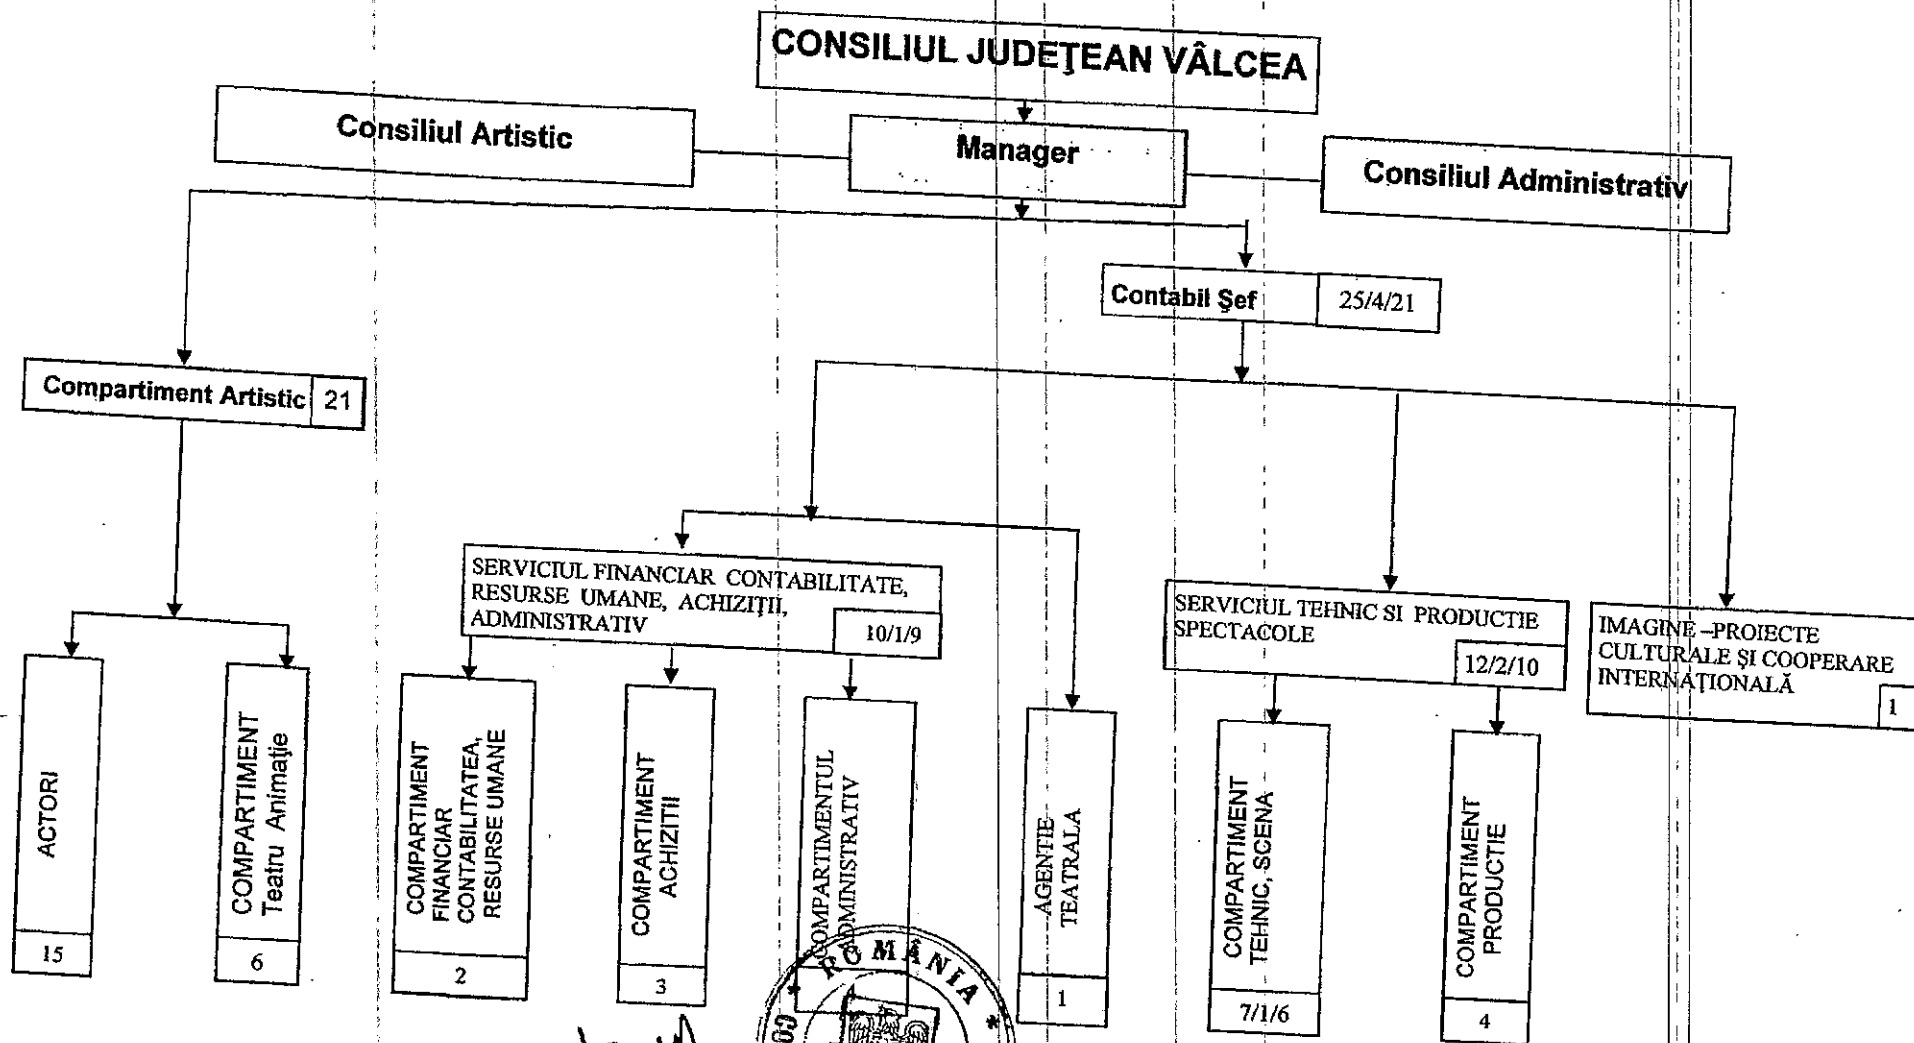 CONSILIUL JUDEŢEAN VÂLCEA
Consiliul Artistic
Manager
Consiliul Administrativ
Contabil Şef
25/4/21
Compartiment Artistic
21
SERVICIUL FINANCIAR CONTABILITATE,
RESURSE UMANE, ACHIZIŢII,
ADMINISTRATIV
10/1/9
SERVICIUL TEHNIC SI PRODUCTIE
SPECTACOLE
12/2/10
IMAGINE –PROIECTE
CULTURALE ŞI COOPERARE
INTERNAŢIONALĂ
1
ACTORI
15
COMPARTIMENT
Teatru Animaţie
6
COMPARTIMENT
FINANCIAR
CONTABILITATEA,
RESURSE UMANE
2
COMPARTIMENT
ACHIZITII
3
COMPARTIMENTUL
ADMINISTRATIV
AGENTIE
TEATRALA
1
COMPARTIMENT
TEHNIC, SCENA
7/1/6
COMPARTIMENT
PRODUCTIE
4
* ROMÂNIA *